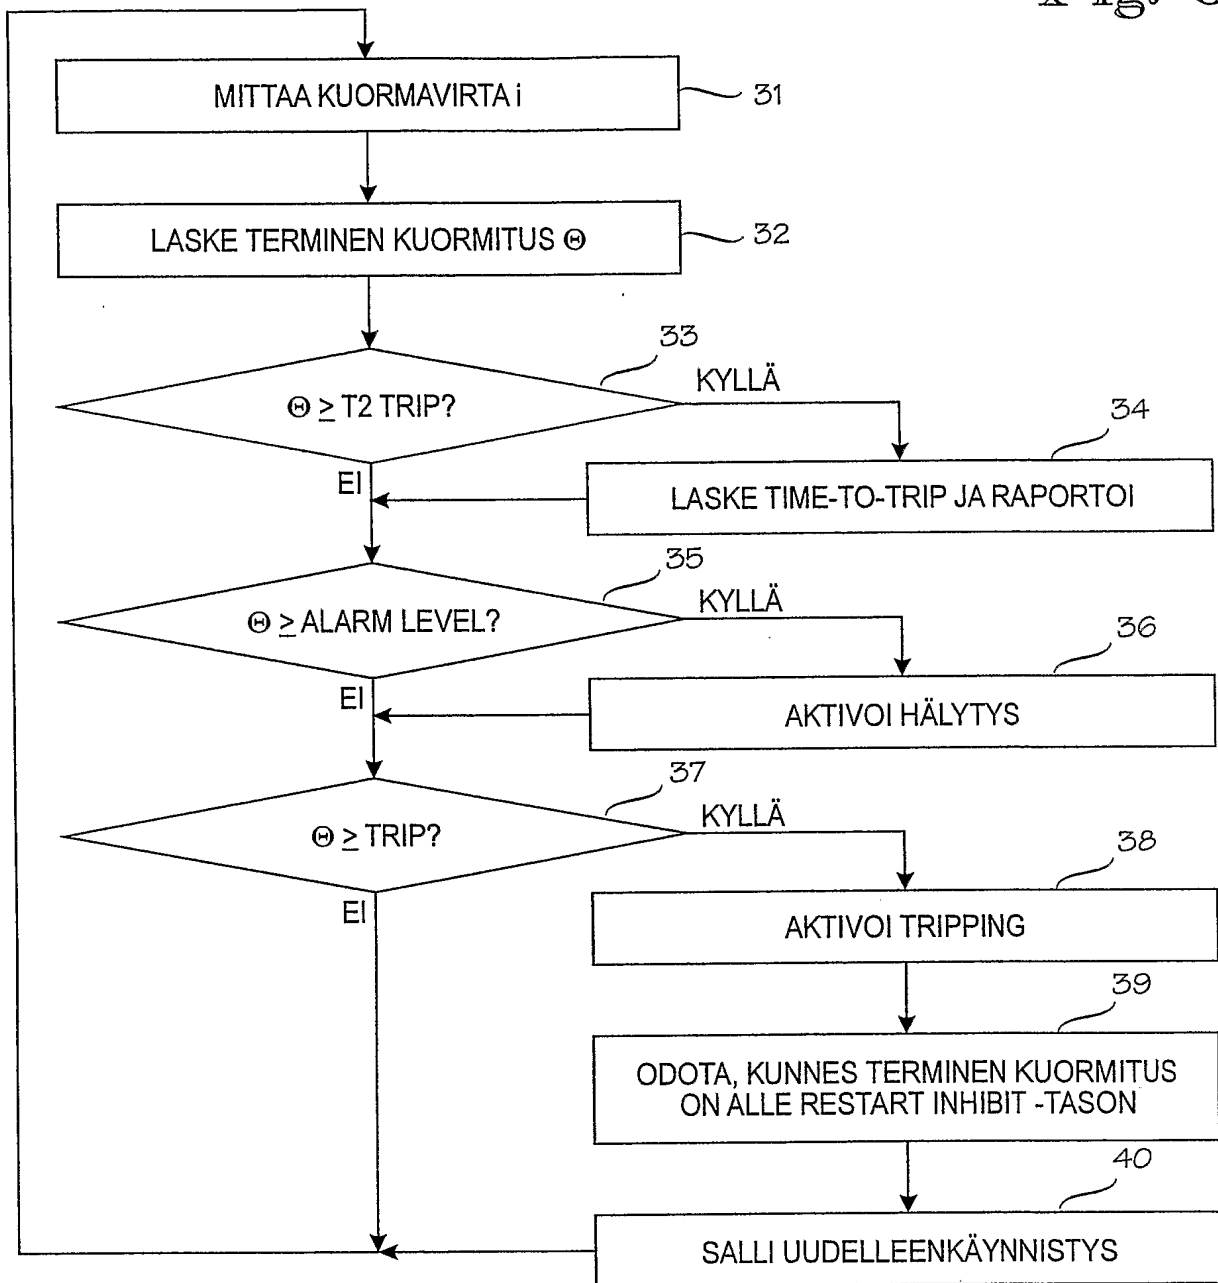 MITTAA KUORMAVIRTA i
31
LASKE TERMINEN KUORMITUS Θ
32
33
Θ ≥ T2 TRIP?
KYLLÄ
34
EI
LASKE TIME-TO-TRIP JA RAPORTOI
35
Θ ≥ ALARM LEVEL?
KYLLÄ
36
EI
AKTIVOI HÄLYTYS
37
Θ ≥ TRIP?
KYLLÄ
38
EI
AKTIVOI TRIPPING
39
ODOTA, KUNNES TERMINEN KUORMITUS
ON ALLE RESTART INHIBIT -TASON
40
SALLI UUDELLEENKÄYNNISTYS